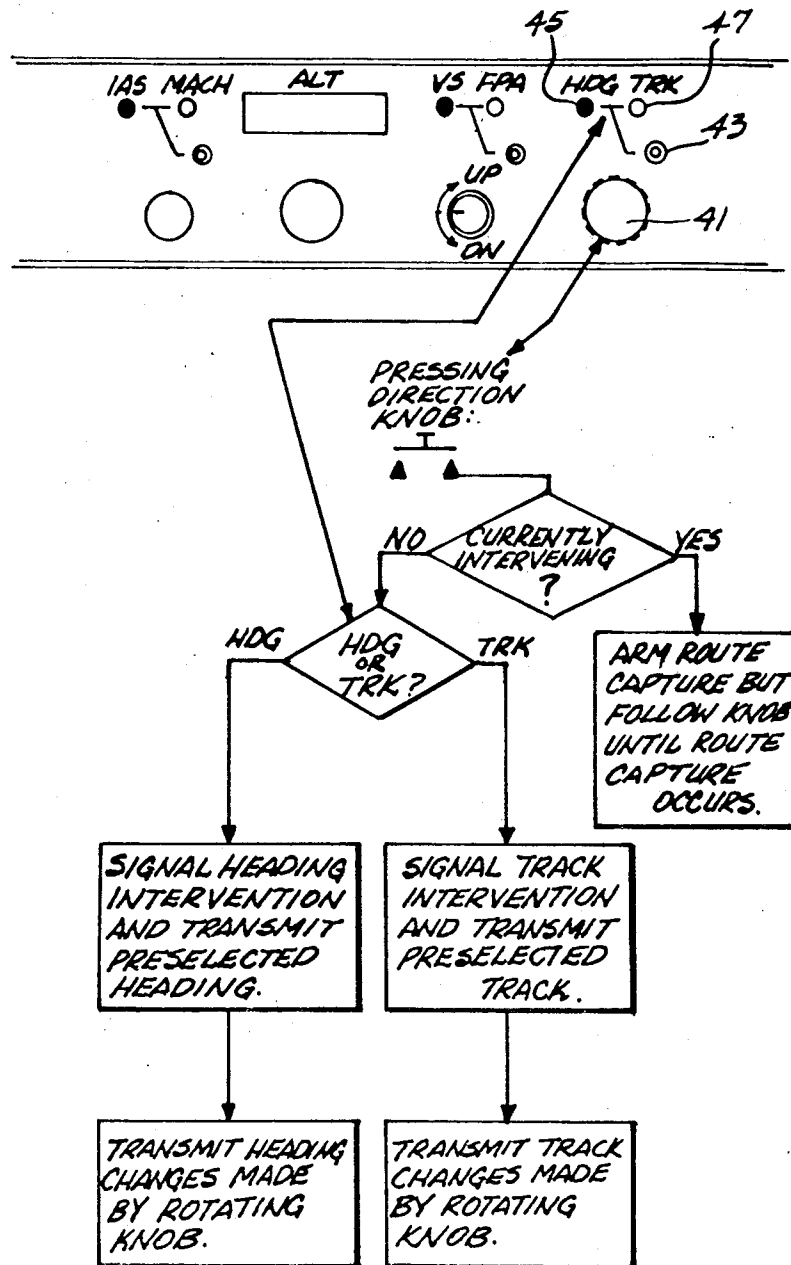 45 47
IAS MACH ALT VS FPA HDG TRK
43
UP
41
ON
PRESSING
DIRECTION
KNOB:
CURRENTLY
INTERVENING
?
NO
YES
HDG
OR
TRK?
HDG
TRK
ARM ROUTE
CAPTURE BUT
FOLLOW KNOB
UNTIL ROUTE
CAPTURE
OCCURS.
SIGNAL HEADING
INTERVENTION
AND TRANSMIT
PRESELECTED
HEADING.
SIGNAL TRACK
INTERVENTION
AND TRANSMIT
PRESELECTED
TRACK.
TRANSMIT HEADING
CHANGES MADE
BY ROTATING
KNOB.
TRANSMIT TRACK
CHANGES MADE
BY ROTATING
KNOB.